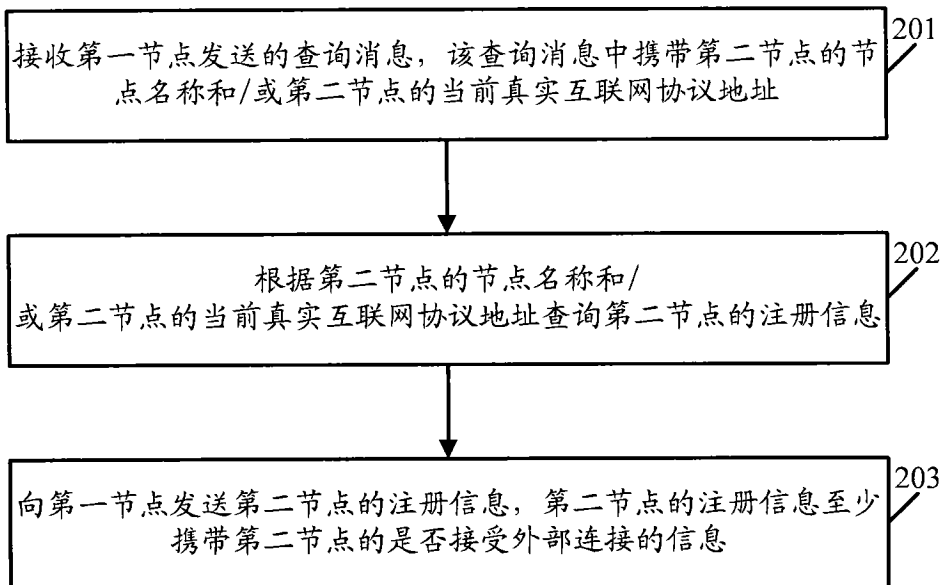 接收第一节点发送的查询消息，该查询消息中携带第二节点的节
点名称和/或第二节点的当前真实互联网协议地址
201
根据第二节点的节点名称和/
或第二节点的当前真实互联网协议地址查询第二节点的注册信息
202
向第一节点发送第二节点的注册信息，第二节点的注册信息至少
携带第二节点的是否接受外部连接的信息
203